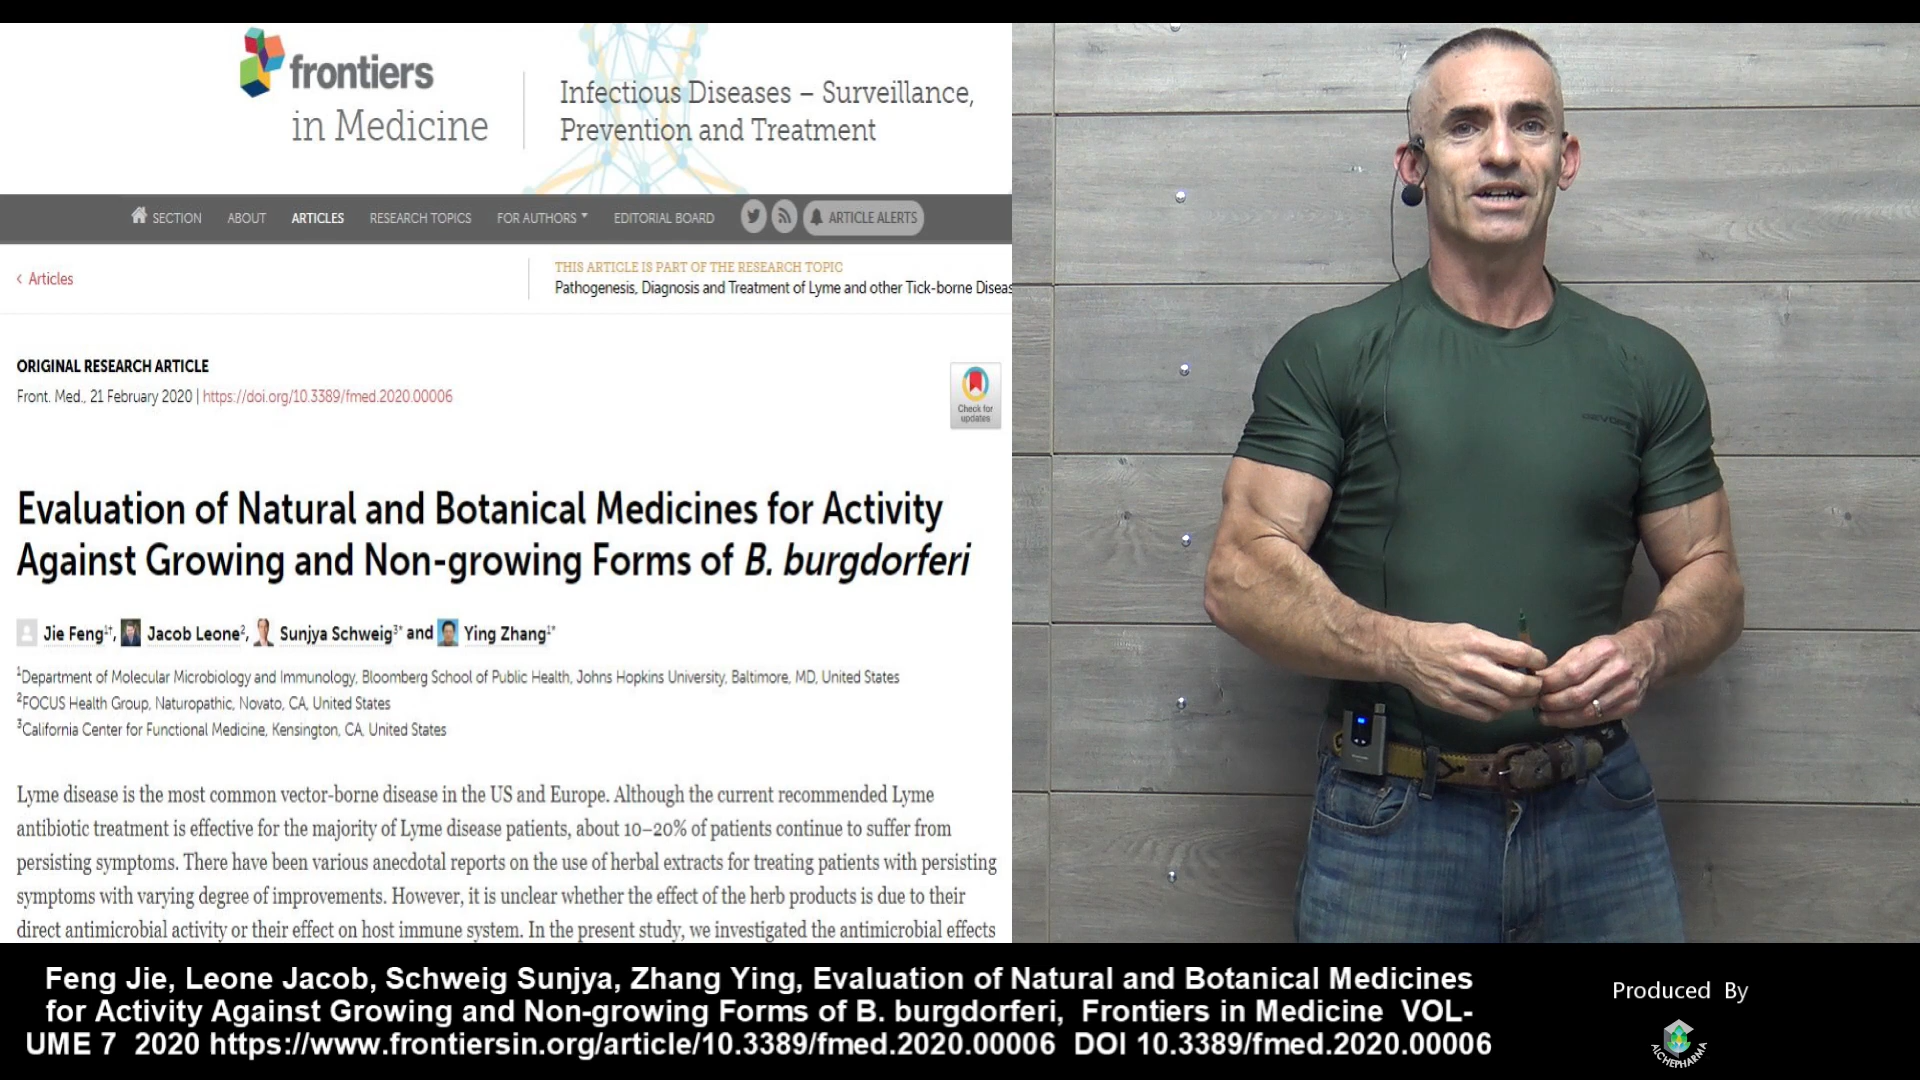 frontiers
in Medicine
Infectious Diseases – Surveillance,
Prevention and Treatment
SECTION ABOUT ARTICLES RESEARCH TOPICS FOR AUTHORS EDITORIAL BOARD ARTICLE ALERTS
‹ Articles
THIS ARTICLE IS PART OF THE RESEARCH TOPIC
Pathogenesis, Diagnosis and Treatment of Lyme and other Tick-borne Diseas
ORIGINAL RESEARCH ARTICLE
Front. Med., 21 February 2020 | https://doi.org/10.3389/fmed.2020.00006
Check for
updates
Evaluation of Natural and Botanical Medicines for Activity
Against Growing and Non-growing Forms of B. burgdorferi
Jie Feng1†, Jacob Leone2, Sunjya Schweig3* and Ying Zhang1*
1Department of Molecular Microbiology and Immunology, Bloomberg School of Public Health, Johns Hopkins University, Baltimore, MD, United States
2FOCUS Health Group, Naturopathic, Novato, CA, United States
3California Center for Functional Medicine, Kensington, CA, United States
Lyme disease is the most common vector-borne disease in the US and Europe. Although the current recommended Lyme
antibiotic treatment is effective for the majority of Lyme disease patients, about 10–20% of patients continue to suffer from
persisting symptoms. There have been various anecdotal reports on the use of herbal extracts for treating patients with persisting
symptoms with varying degree of improvements. However, it is unclear whether the effect of the herb products is due to their
direct antimicrobial activity or their effect on host immune system. In the present study, we investigated the antimicrobial effects
Feng Jie, Leone Jacob, Schweig Sunjya, Zhang Ying, Evaluation of Natural and Botanical Medicines
for Activity Against Growing and Non-growing Forms of B. burgdorferi, Frontiers in Medicine VOL-
UME 7 2020 https://www.frontiersin.org/article/10.3389/fmed.2020.00006 DOI 10.3389/fmed.2020.00006
Produced By
AlCHEPHARMA